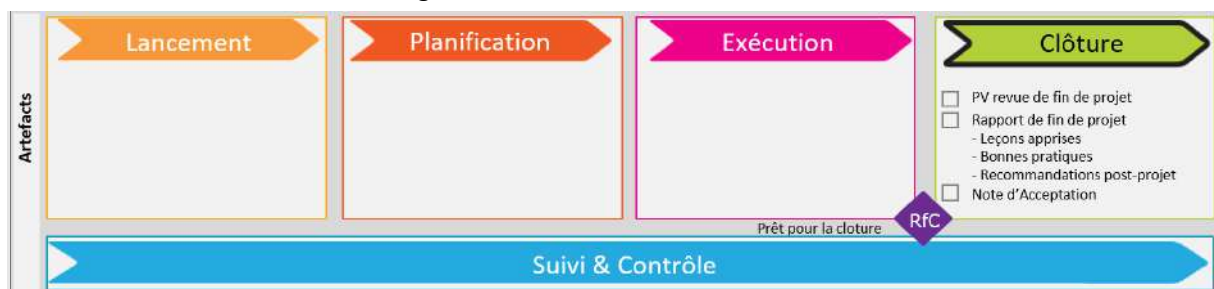 Artefacts
Lancement
Planification
Exécution
Clôture
PV revue de fin de projet
Rapport de fin de projet
- Leçons apprises
- Bonnes pratiques
- Recommandations post-projet
Note d'Acceptation
Prêt pour la cloture
RfC
Suivi & Contrôle